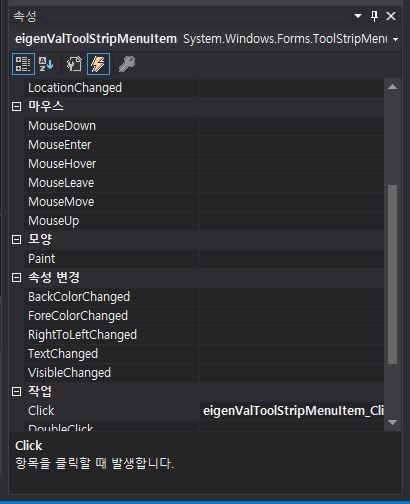 속성
eigenValToolStripMenuItem System.Windows.Forms.ToolStripMenu
LocationChanged
마우스
MouseDown
MouseEnter
MouseHover
MouseLeave
MouseMove
MouseUp
모양
Paint
속성 변경
BackColorChanged
ForeColorChanged
RightToLeftChanged
TextChanged
VisibleChanged
작업
Click eigenValToolStripMenuItem_Cli
DoubleClick
Click
항목을 클릭할 때 발생합니다.